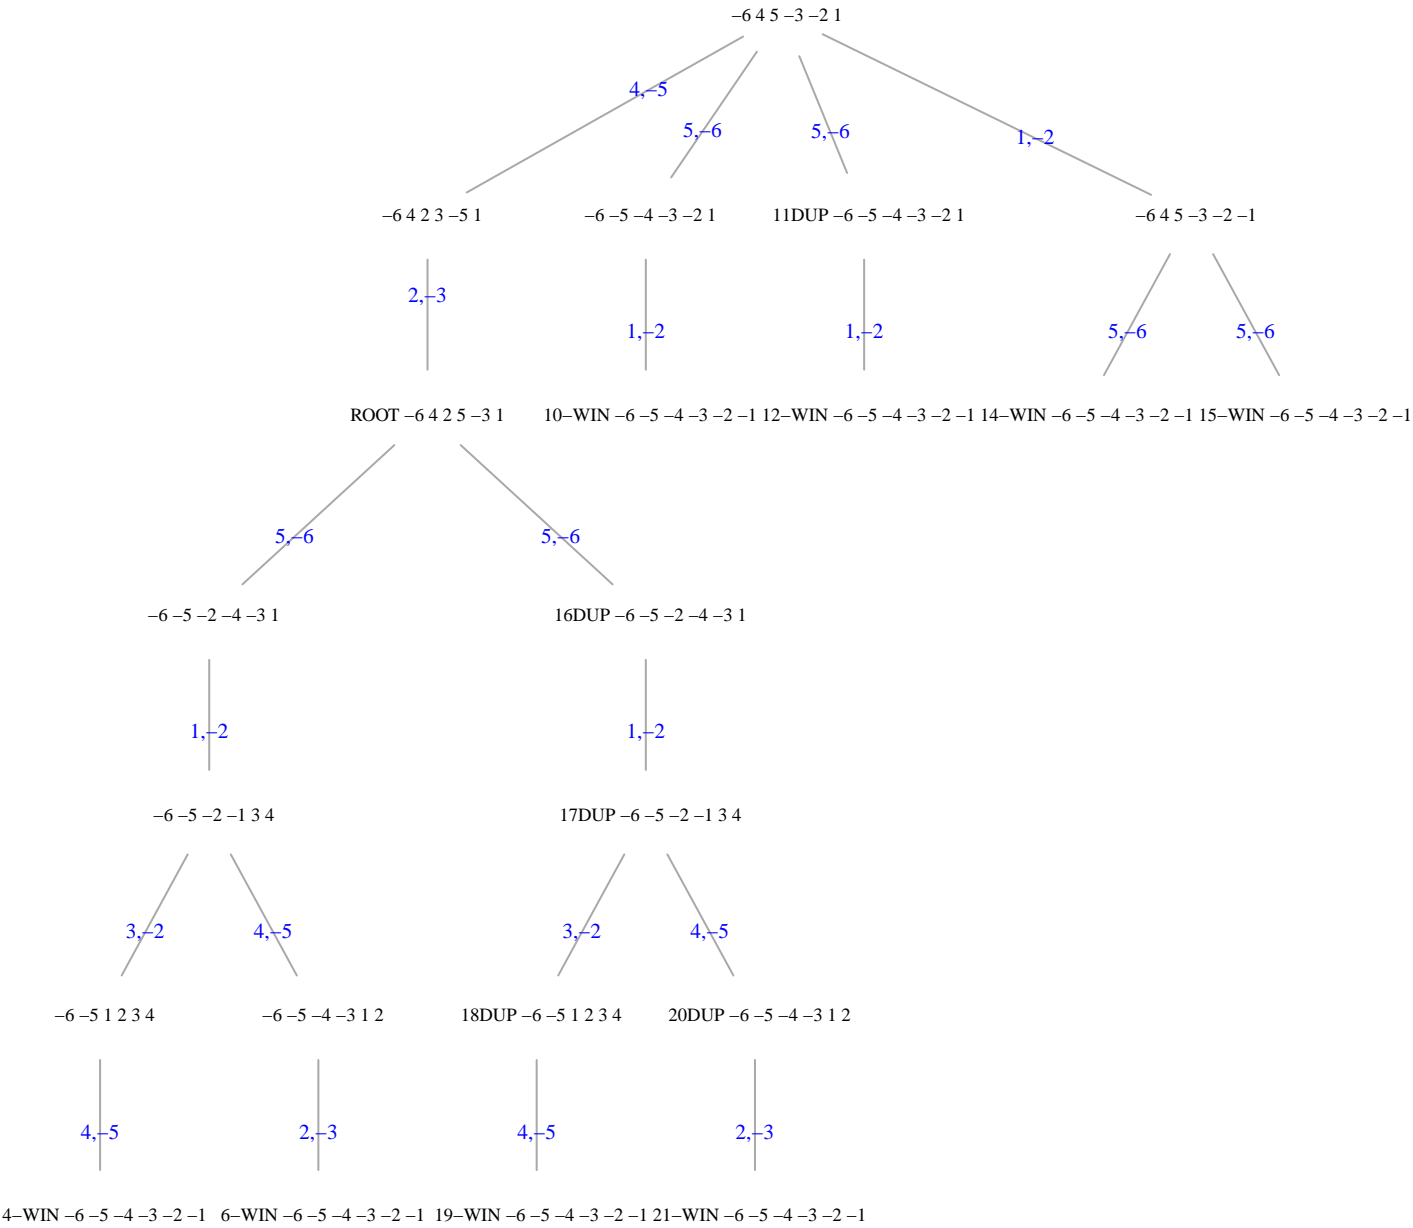 –6 4 5 –3 –2 1
4,–5
5,–6 5,–6
1,–2
–6 4 2 3 –5 1 –6 –5 –4 –3 –2 1 11DUP –6 –5 –4 –3 –2 1 –6 4 5 –3 –2 –1
2,–3
1,–2 1,–2 5,–6 5,–6
ROOT –6 4 2 5 –3 1 10–WIN –6 –5 –4 –3 –2 –1 12–WIN –6 –5 –4 –3 –2 –1 14–WIN –6 –5 –4 –3 –2 –1 15–WIN –6 –5 –4 –3 –2 –1
5,–6 5,–6
–6 –5 –2 –4 –3 1 16DUP –6 –5 –2 –4 –3 1
1,–2 1,–2
–6 –5 –2 –1 3 4 17DUP –6 –5 –2 –1 3 4
3,–2 4,–5 3,–2 4,–5
–6 –5 1 2 3 4 –6 –5 –4 –3 1 2 18DUP –6 –5 1 2 3 4 20DUP –6 –5 –4 –3 1 2
4,–5 2,–3 4,–5 2,–3
4–WIN –6 –5 –4 –3 –2 –1 6–WIN –6 –5 –4 –3 –2 –1 19–WIN –6 –5 –4 –3 –2 –1 21–WIN –6 –5 –4 –3 –2 –1